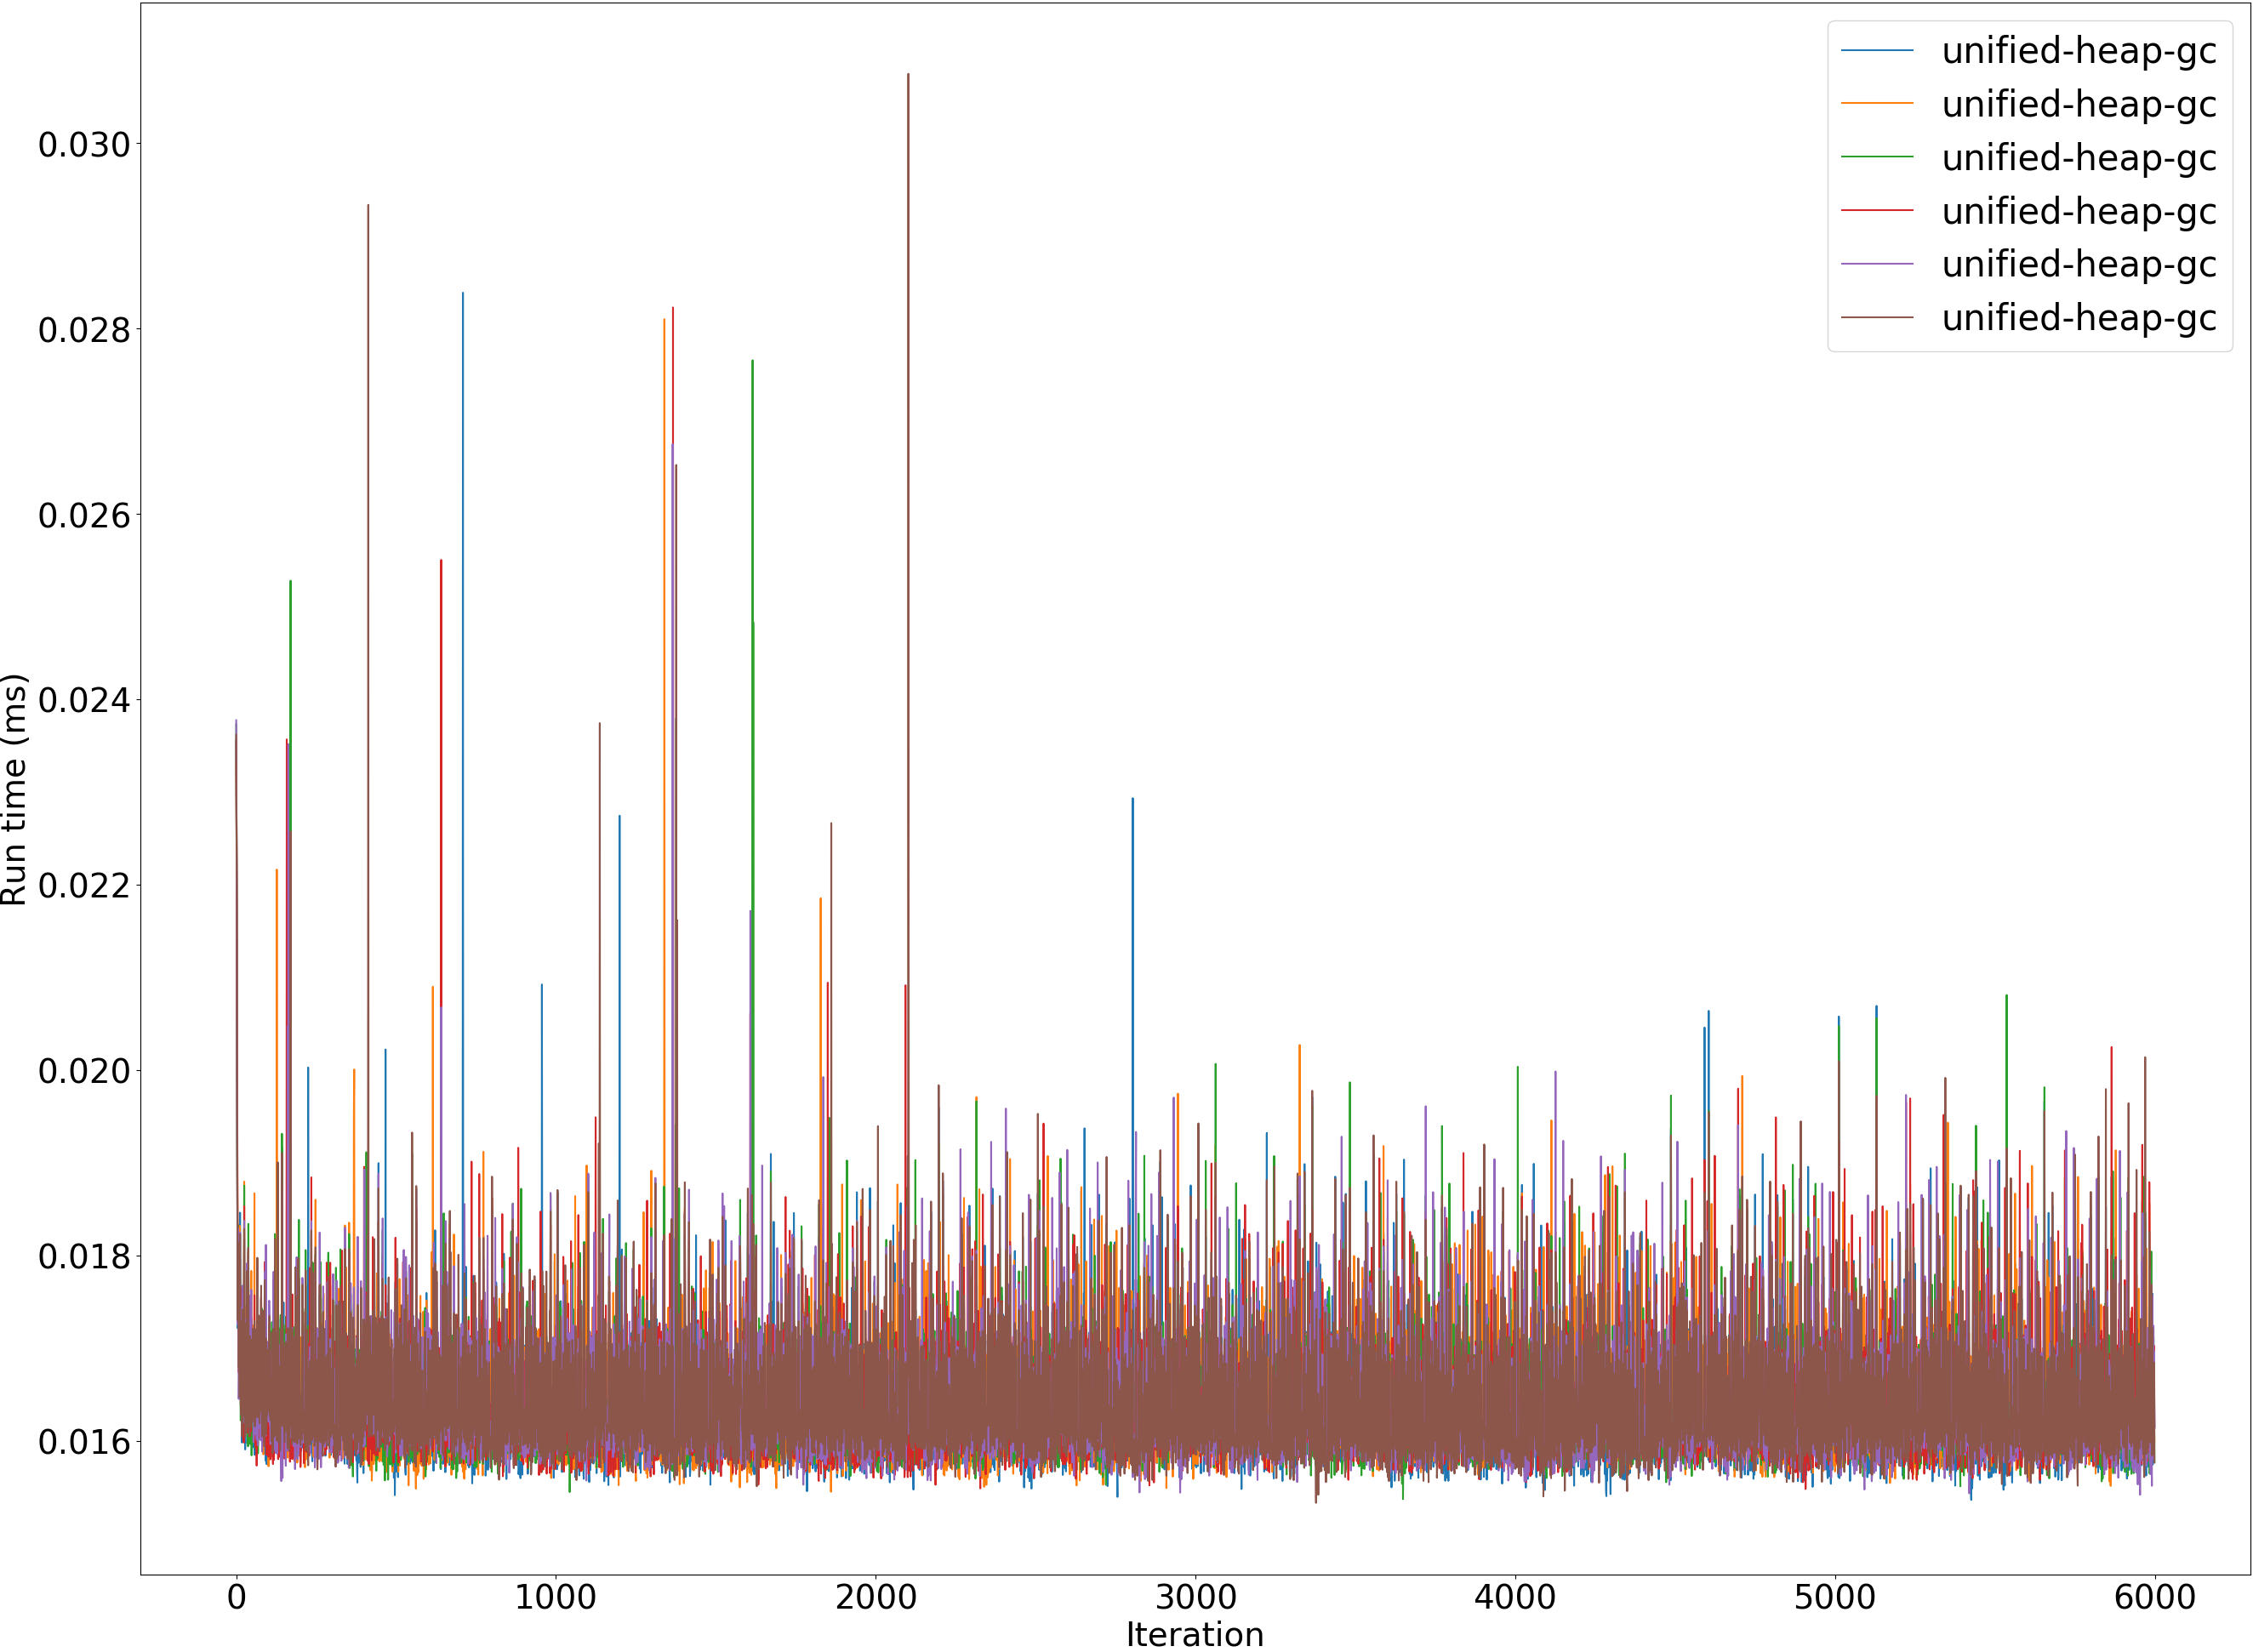 unified-heap-gc
unified-heap-gc
unified-heap-gc
unified-heap-gc
unified-heap-gc
unified-heap-gc
0.030
0.028
0.026
0.024
0.022
0.020
0.018
0.016
Run time (ms)
0 1000 2000 3000 4000 5000 6000
Iteration